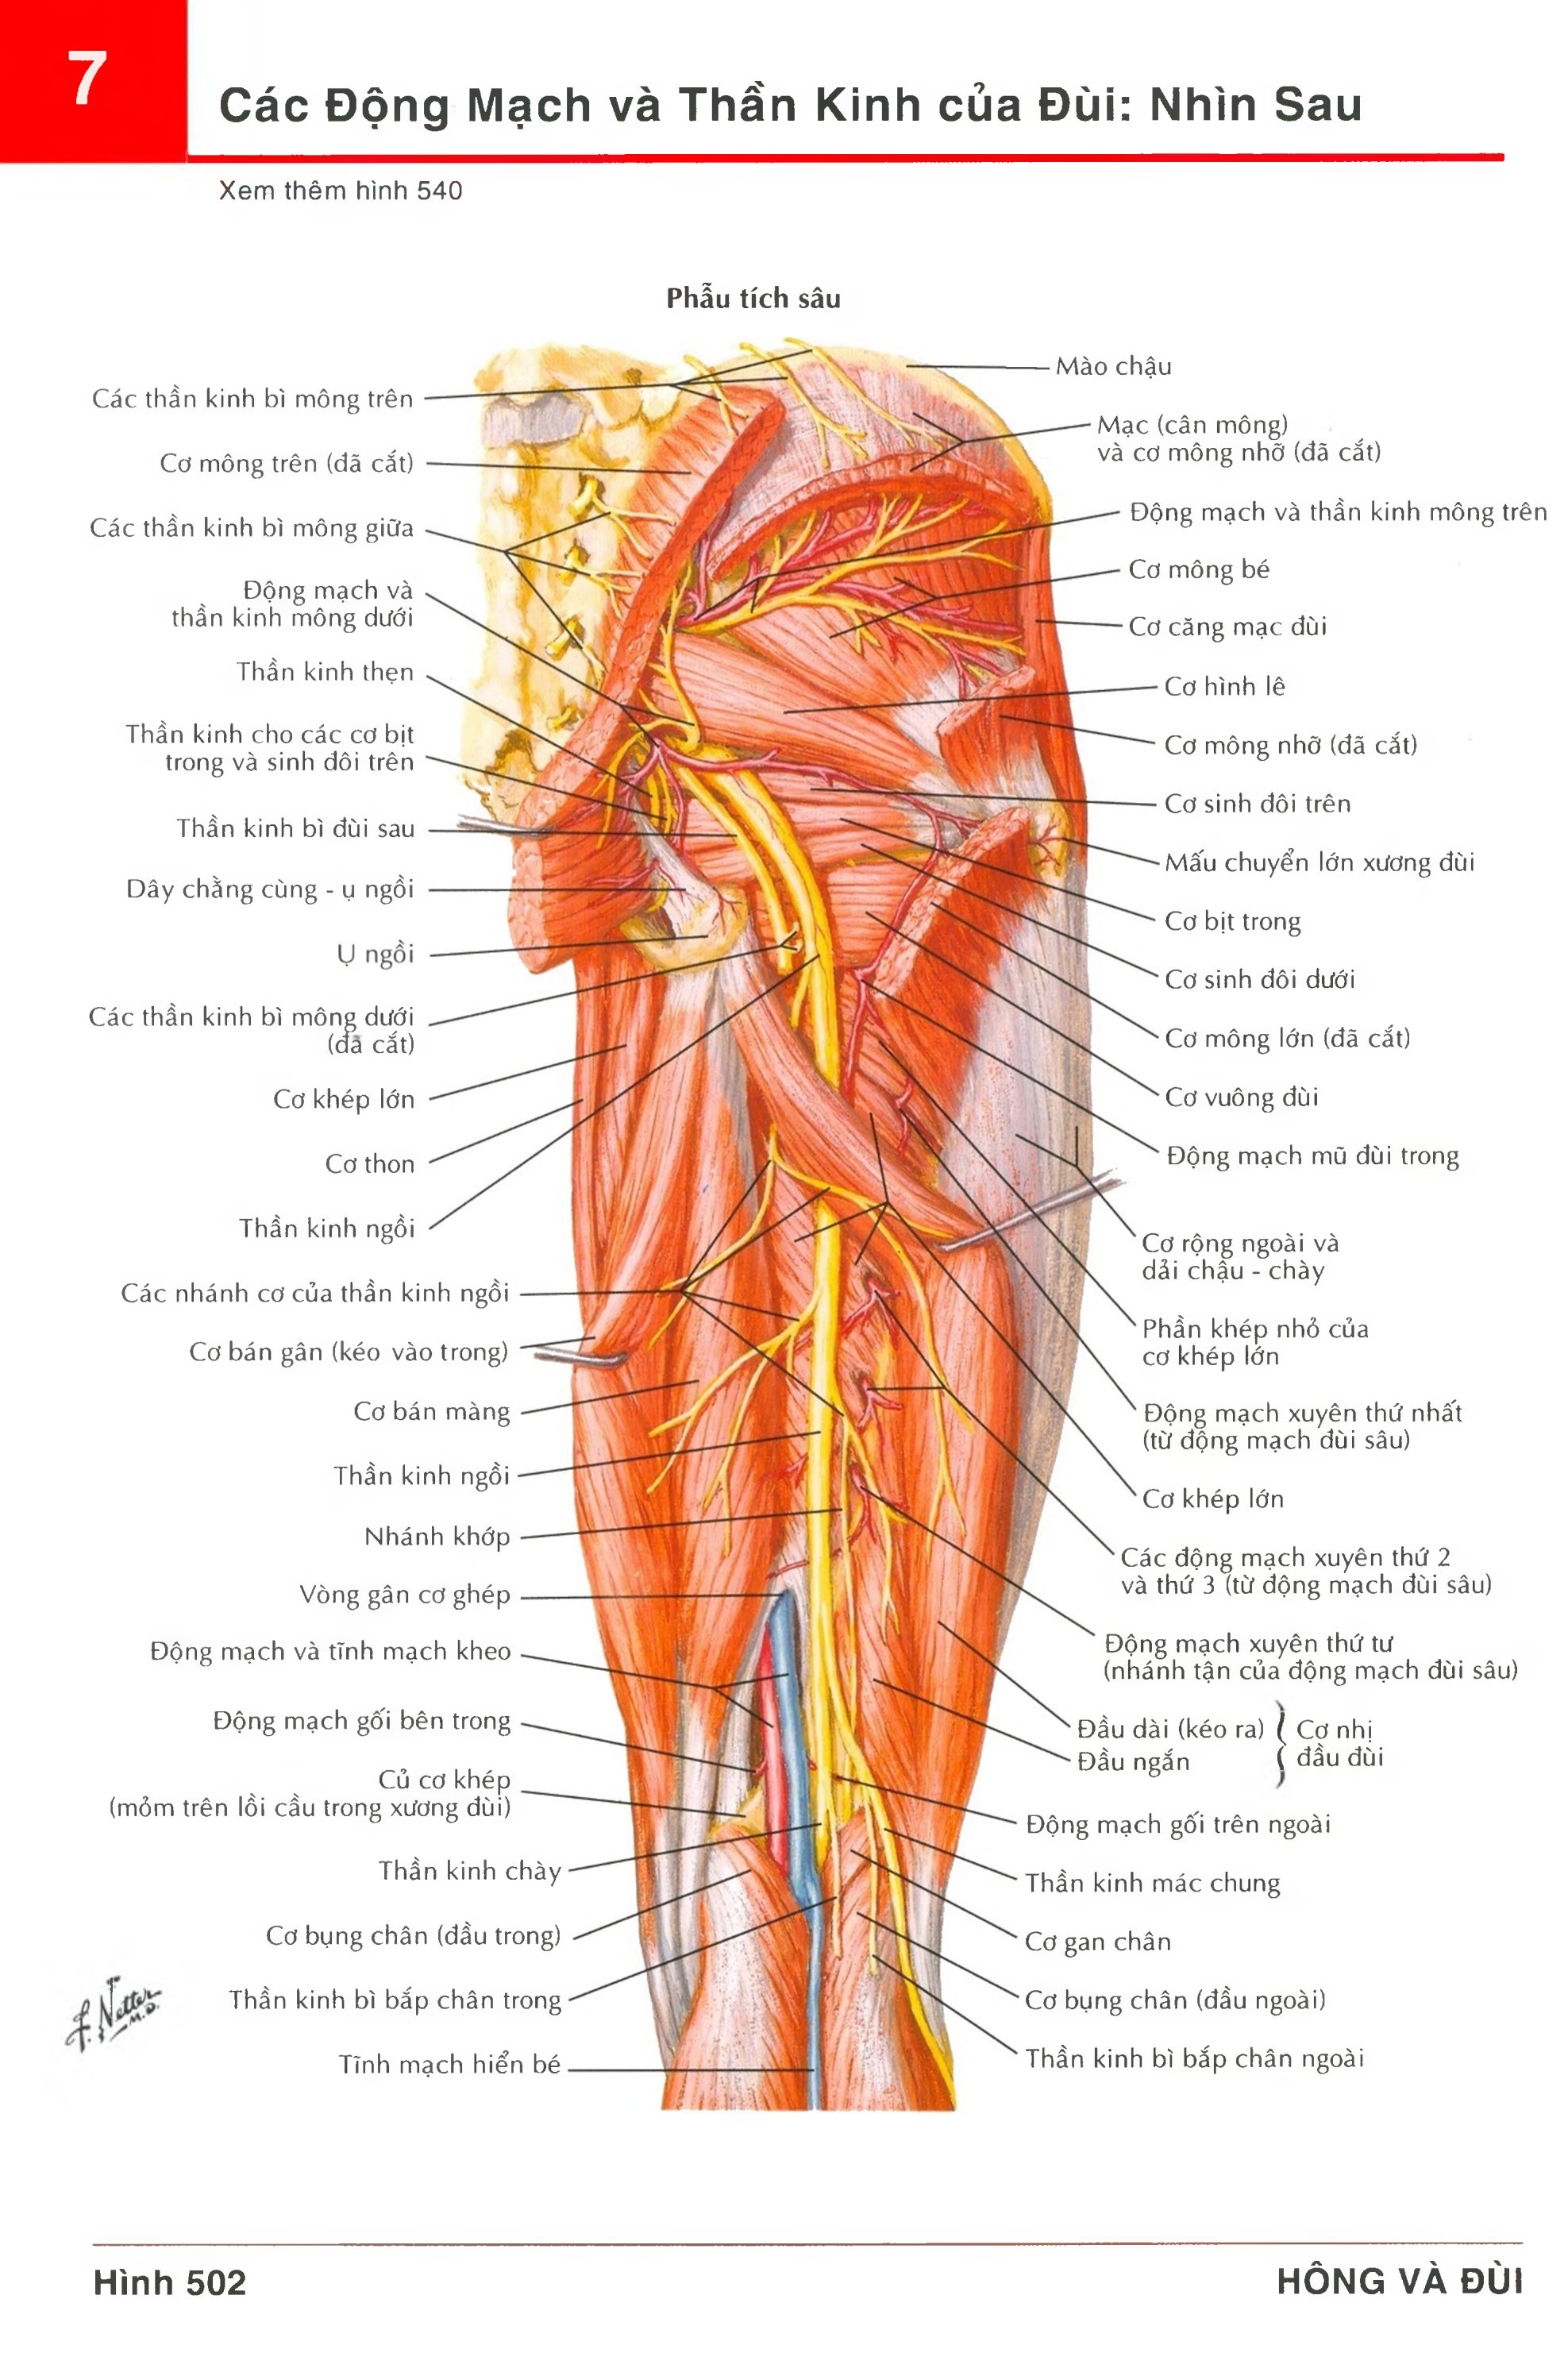 7
Các Động Mạch và Thần Kinh của Đùi: Nhìn Sau
Xem thêm hình 540
Phẫu tích sâu
Các thần kinh bì mông trên
Cơ mông trên (đã cắt)
Các thần kinh bì mông giữa
Động mạch và
thần kinh mông dưới
Thần kinh thẹn
Thần kinh cho các cơ bịt
trong và sinh đôi trên
Thần kinh bì đùi sau
Dây chằng cùng - ụ ngồi
Ụ ngồi
Các thần kinh bì mông dưới
(đã cắt)
Cơ khép lớn
Cơ thon
Thần kinh ngồi
Các nhánh cơ của thần kinh ngồi
Cơ bán gân (kéo vào trong)
Cơ bán màng
Thần kinh ngồi
Nhánh khớp
Vòng gân cơ ghép
Động mạch và tĩnh mạch kheo
Động mạch gối bên trong
Củ cơ khép
(mỏm trên lồi cầu trong xương đùi)
Thần kinh chày
Cơ bụng chân (đầu trong)
Thần kinh bì bắp chân trong
Tĩnh mạch hiển bé
Mào chậu
Mạc (cân mông)
và cơ mông nhỡ (đã cắt)
Động mạch và thần kinh mông trên
Cơ mông bé
Cơ căng mạc đùi
Cơ hình lê
Cơ mông nhỡ (đã cắt)
Cơ sinh đôi trên
Mấu chuyển lớn xương đùi
Cơ bịt trong
Cơ sinh đôi dưới
Cơ mông lớn (đã cắt)
Cơ vuông đùi
Động mạch mũ đùi trong
Cơ rộng ngoài và
dải chậu - chày
Phần khép nhỏ của
cơ khép lớn
Động mạch xuyên thứ nhất
(từ động mạch đùi sâu)
Cơ khép lớn
Các động mạch xuyên thứ 2
và thứ 3 (từ động mạch đùi sâu)
Động mạch xuyên thứ tư
(nhánh tận của động mạch đùi sâu)
Đầu dài (kéo ra) } Cơ nhị
Đầu ngắn } đầu đùi
Động mạch gối trên ngoài
Thần kinh mác chung
Cơ gan chân
Cơ bụng chân (đầu ngoài)
Thần kinh bì bắp chân ngoài
F. Netter
M.D.
Hình 502
HÔNG VÀ ĐÙI